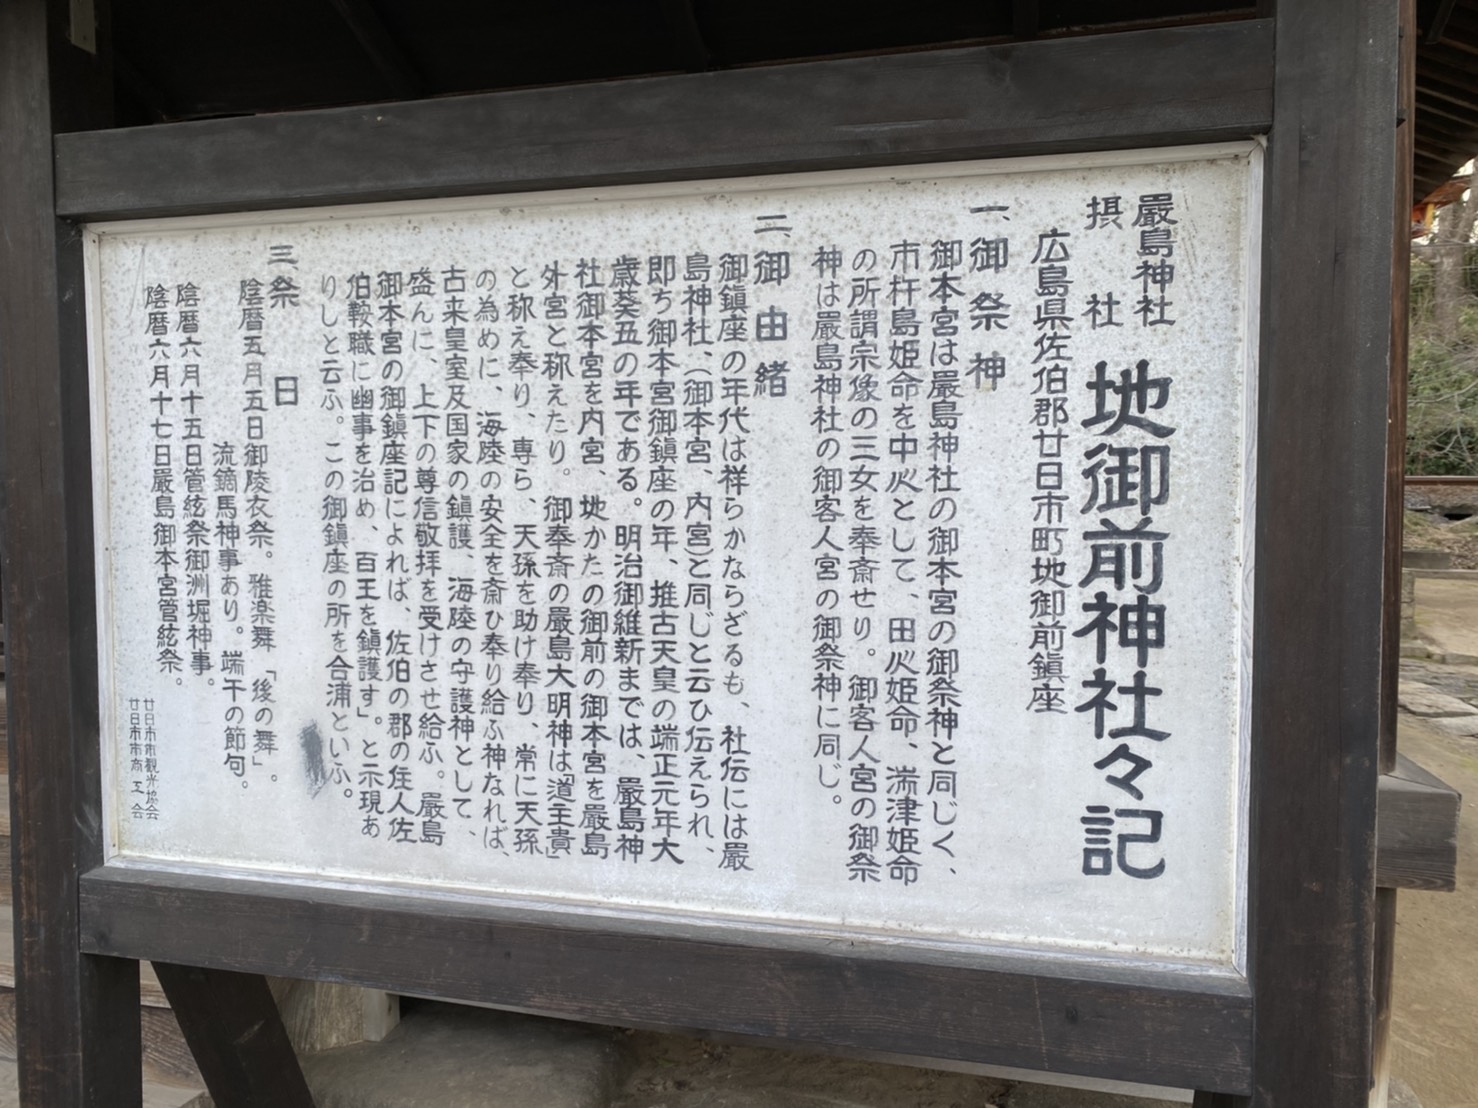 嚴島神社
摂社
地御前神社々記
広島県佐伯郡廿日市町地御前鎮座
一、御祭神
御本宮は嚴島神社の御本宮の御祭神と同じく、
市杵島姫命を中心として、田心姫命、湍津姫命
の所謂宗像の三女を奉斎せり。御客人宮の御祭
神は嚴島神社の御客人宮の御祭神に同じ。
二、御由緒
御鎮座の年代は祥らかならざるも、社伝には嚴
島神社、(御本宮、内宮)と同じと云ひ伝えられ、
即ち御本宮御鎮座の年、推古天皇の端正元年大
歳葵丑の年である。明治御維新までは、嚴島神
社御本宮を内宮、地かたの御前の御本宮を嚴島
外宮と称えたり。御奉斎の嚴島大明神は「道主貴」
と称え奉り、専ら、天孫を助け奉り、常に天孫
の為めに、海陸の安全を斎ひ奉り給ふ神なれば、
古来皇室及国家の鎮護、海陸の守護神として、
盛んに、上下の尊信敬拝を受けさせ給ふ。嚴島
御本宮の御鎮座記によれば、佐伯の郡の住人佐
伯鞍職に幽事を治め、百王を鎮護す」と示現あ
りしと云ふ。この御鎮座の所を合浦といふ。
三、祭日
陰暦五月五日御陵衣祭。雅楽舞「後の舞」。
流鏑馬神事あり。端午の節句。
陰暦六月十五日管絃祭御洲堀神事。
陰暦六月十七日嚴島御本宮管絃祭。
廿日市市観光協会
廿日市市商工会